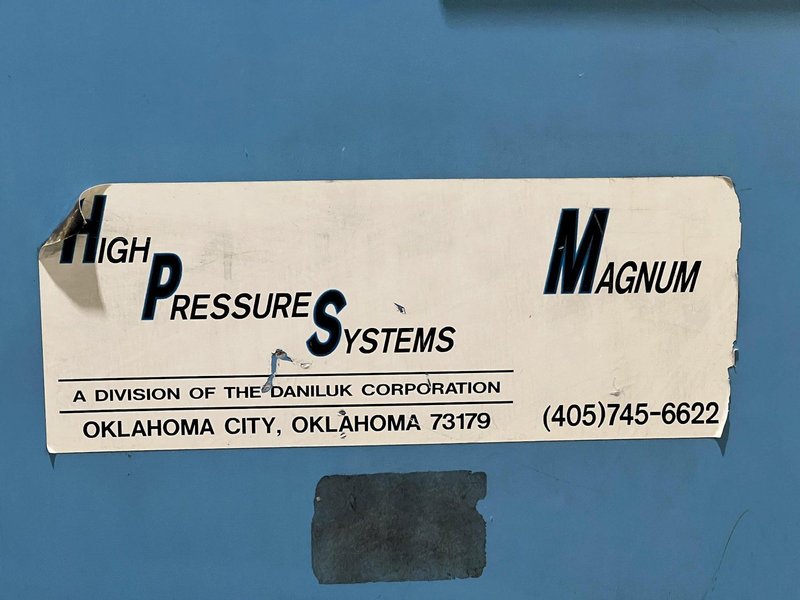 HIGH
PRESSURE
SYSTEMS
MAGNUM
A DIVISION OF THE DANILUK CORPORATION
OKLAHOMA CITY, OKLAHOMA 73179
(405)745-6622